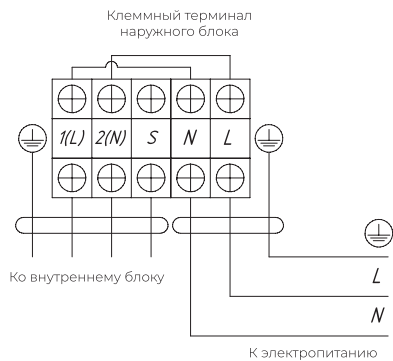 Клеммный терминал
наружного блока
1(L) 2(N) S N L
Ко внутреннему блоку
L
N
К электропитанию